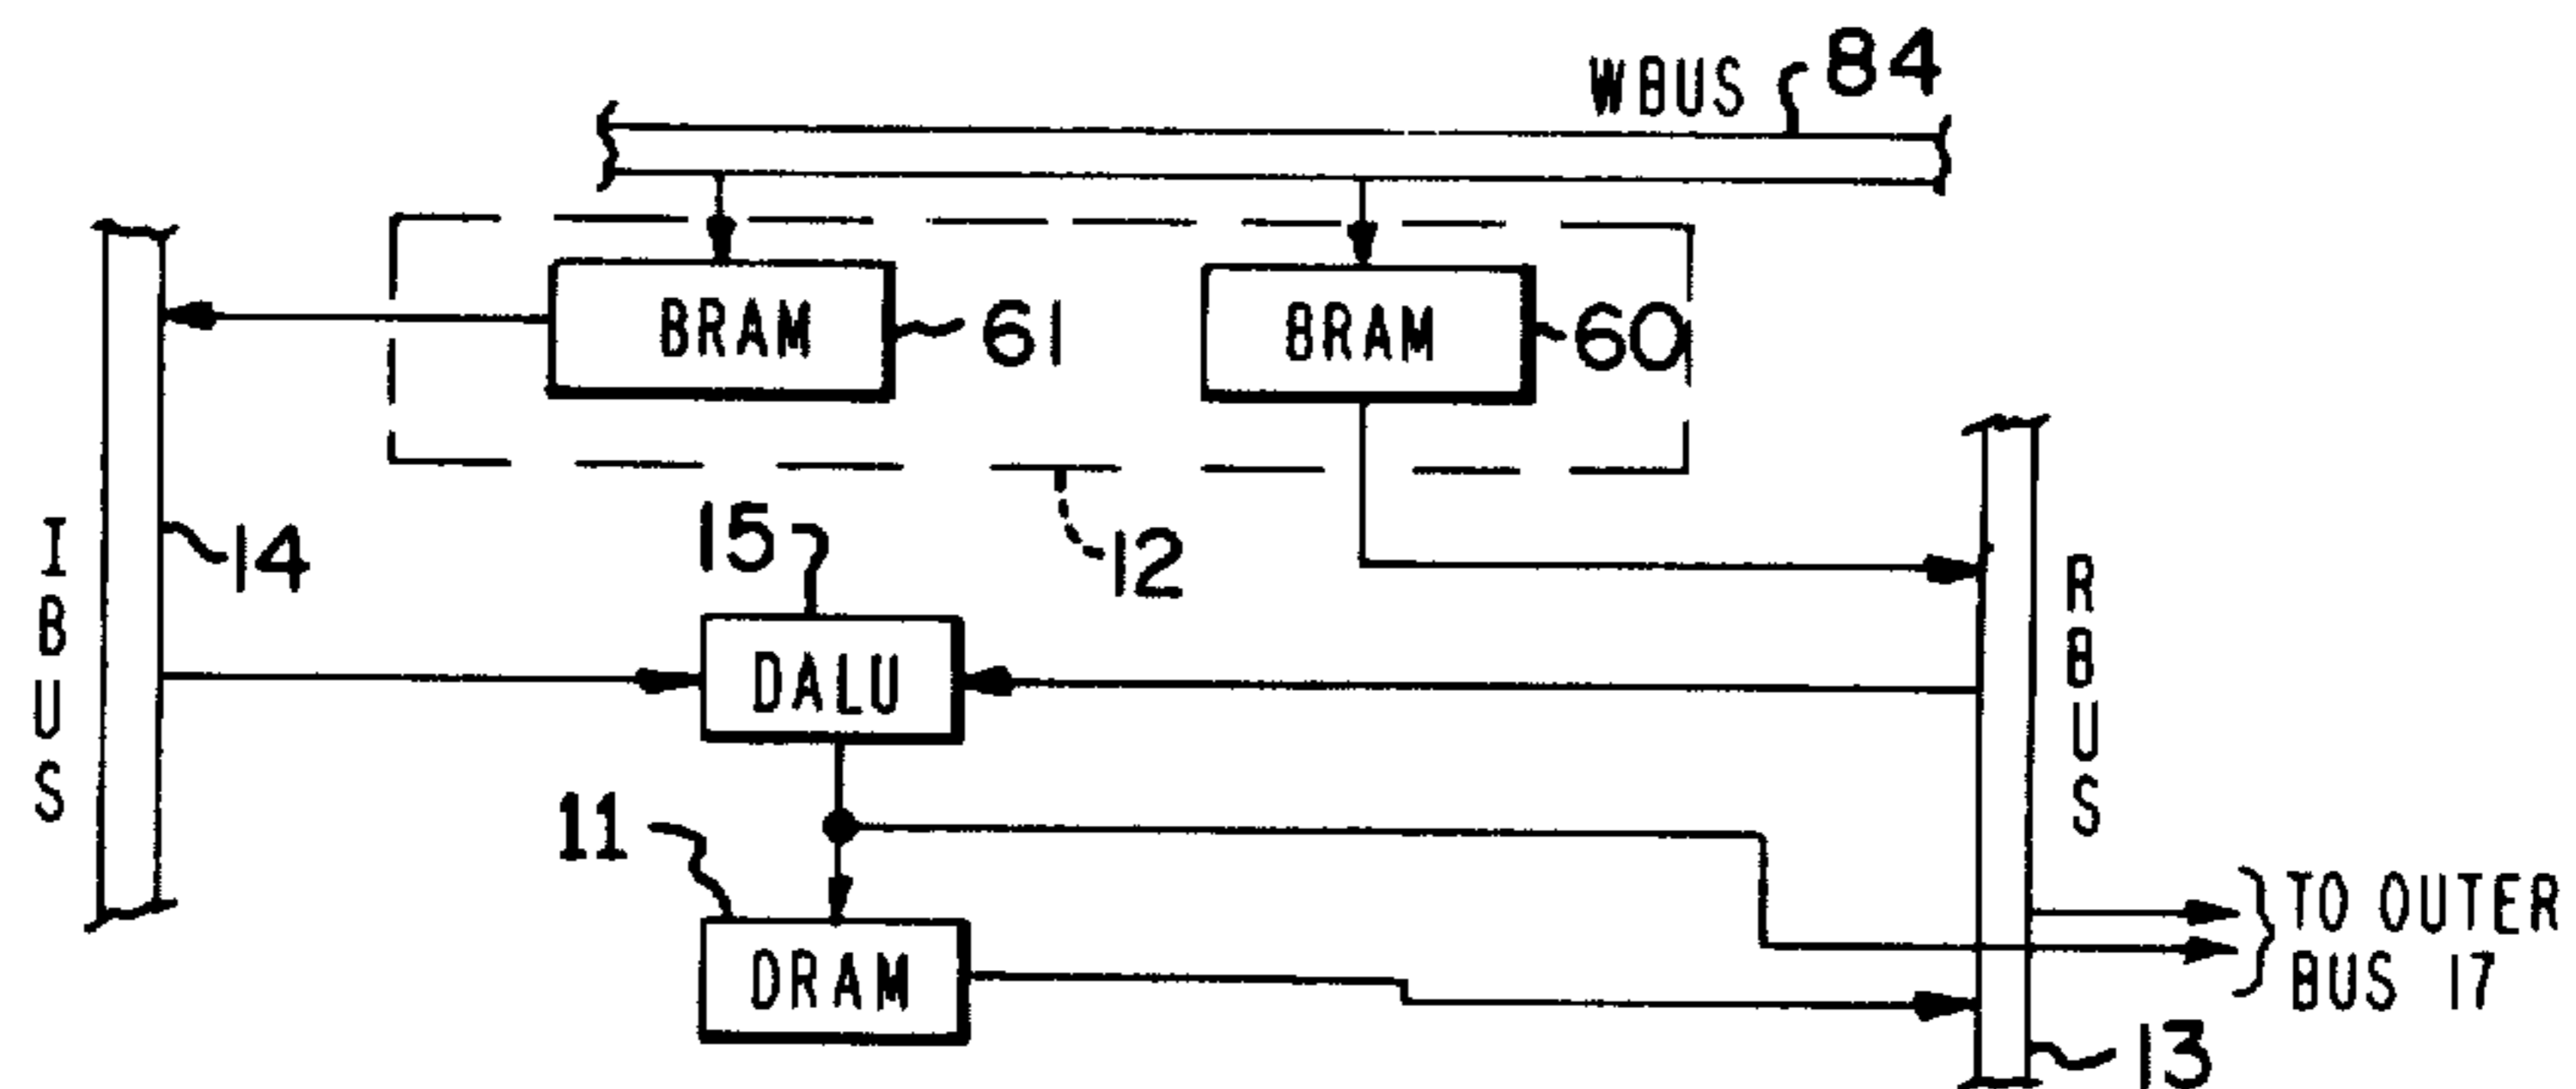 WBUS 84
BRAM 61
BRAM 60
IBUS
14
15
12
RBUS
DALU
11
DRAM
TO OUTER
BUS 17
13